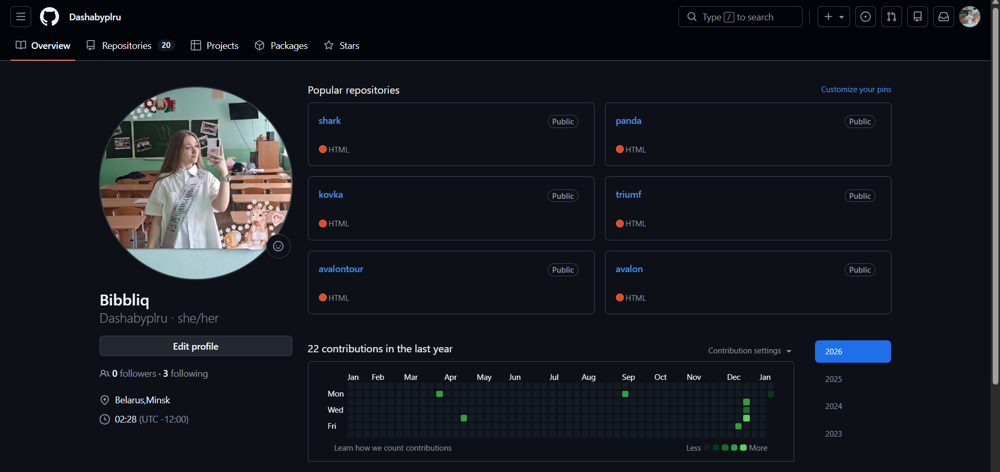 Dashabyplru
Type / to search
Overview
Repositories 20
Projects
Packages
Stars
Popular repositories
Customize your pins
shark
Public
HTML
panda
Public
HTML
kovka
Public
HTML
triumf
Public
HTML
avalontour
Public
HTML
avalon
Public
HTML
Bibbliq
Dashabyplru · she/her
Edit profile
0 followers · 3 following
Belarus,Minsk
02:28 (UTC -12:00)
22 contributions in the last year
Contribution settings
2026
2025
2024
2023
Jan Feb Mar Apr May Jun Jul Aug Sep Oct Nov Dec Jan
Mon
Wed
Fri
Learn how we count contributions
Less More